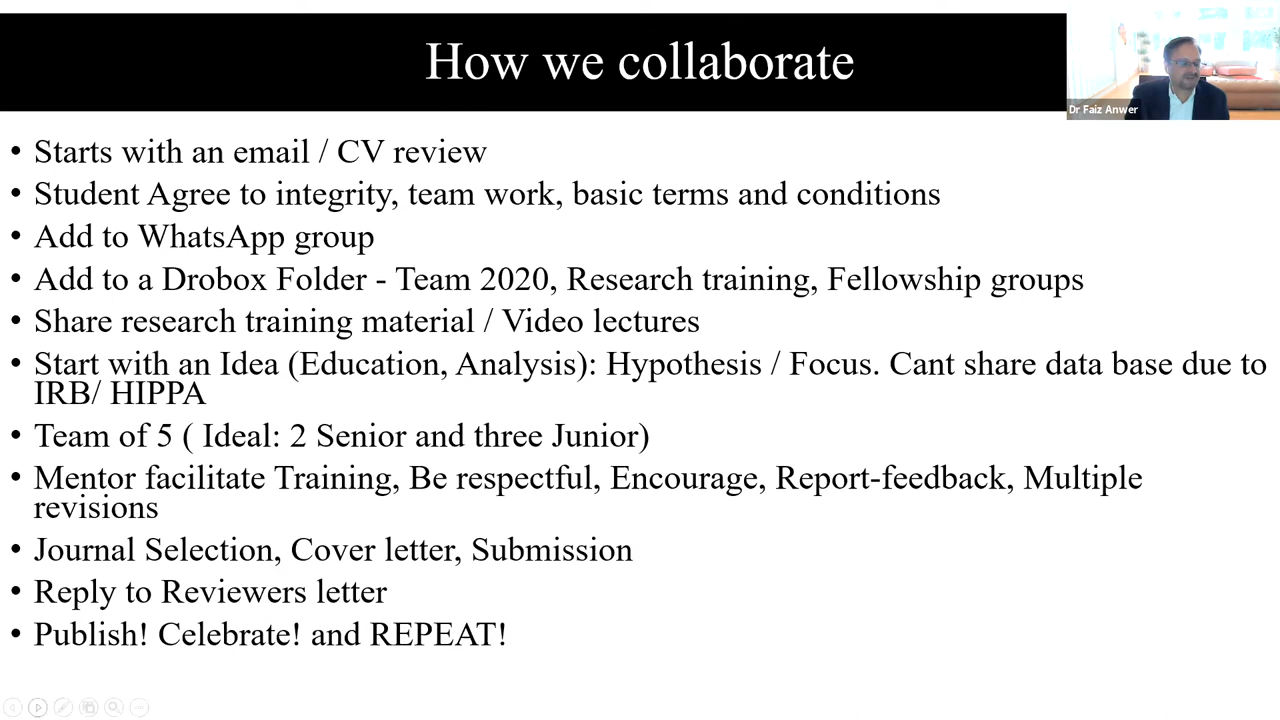 How we collaborate
Dr Faiz Anwer
• Starts with an email / CV review
• Student Agree to integrity, team work, basic terms and conditions
• Add to WhatsApp group
• Add to a Drobox Folder - Team 2020, Research training, Fellowship groups
• Share research training material / Video lectures
• Start with an Idea (Education, Analysis): Hypothesis / Focus. Cant share data base due to
IRB/ HIPPA
• Team of 5 ( Ideal: 2 Senior and three Junior)
• Mentor facilitate Training, Be respectful, Encourage, Report-feedback, Multiple
revisions
• Journal Selection, Cover letter, Submission
• Reply to Reviewers letter
• Publish! Celebrate! and REPEAT!